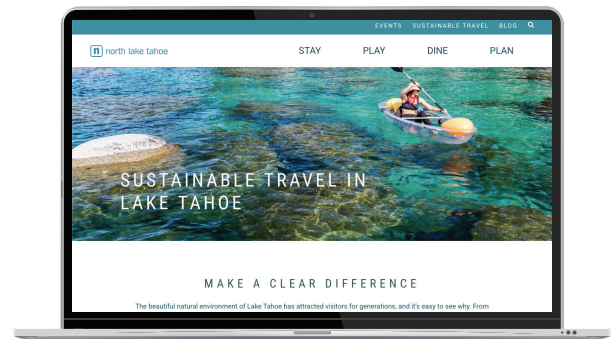 EVENTS SUSTAINABLE TRAVEL BLOG
n north lake tahoe STAY PLAY DINE PLAN
SUSTAINABLE TRAVEL IN
LAKE TAHOE
MAKE A CLEAR DIFFERENCE
The beautiful natural environment of Lake Tahoe has attracted visitors for generations, and it's easy to see why. From